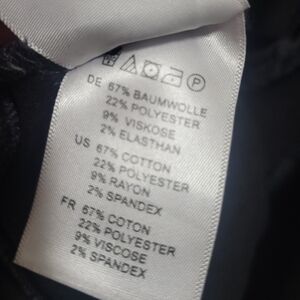 DE 67% BAUMWOLLE
22% POLYESTER
9% VISKOSE
2% ELASTHAN
US 67% COTTON
22% POLYESTER
9% RAYON
2% SPANDEX
FR 67% COTON
22% POLYESTER
9% VISCOSE
2% SPANDEX